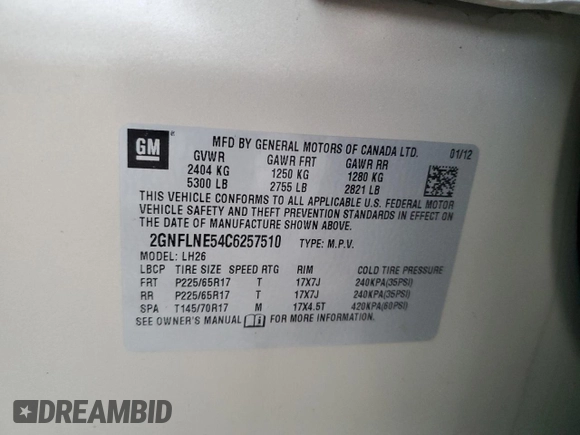 GM
MFD BY GENERAL MOTORS OF CANADA LTD. 01/12
GVWR GAWR FRT GAWR RR
2404 KG 1250 KG 1280 KG
5300 LB 2755 LB 2821 LB
THIS VEHICLE CONFORMS TO ALL APPLICABLE U.S. FEDERAL MOTOR
VEHICLE SAFETY AND THEFT PREVENTION STANDARDS IN EFFECT ON
THE DATE OF MANUFACTURE SHOWN ABOVE.
2GNFLNE54C6257510 TYPE: M.P.V.
MODEL: LH26
LBCP TIRE SIZE SPEED RTG RIM COLD TIRE PRESSURE
FRT P225/65R17 T 17X7J 240KPA(35PSI)
RR P225/65R17 T 17X7J 240KPA(35PSI)
SPA T145/70R17 M 17X4.5T 420KPA(60PSI)
SEE OWNER'S MANUAL FOR MORE INFORMATION.
DREAMBID